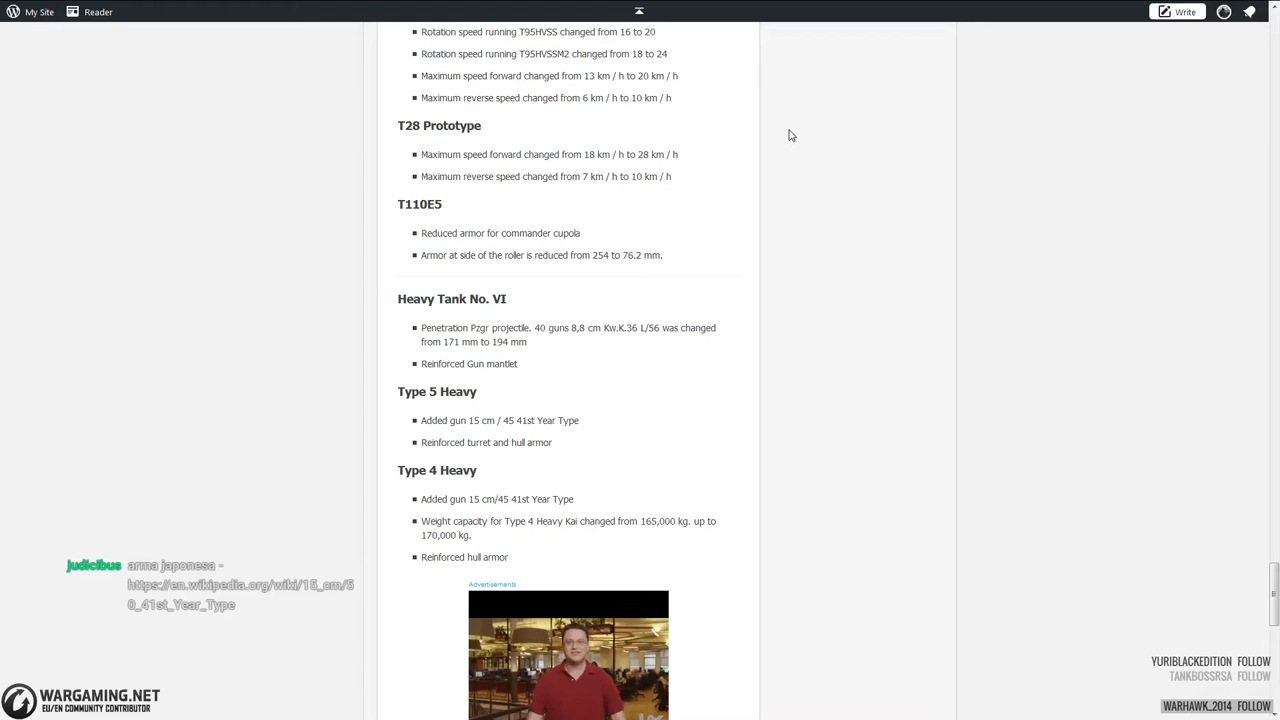 My Site
Reader
Write
Rotation speed running T95HVSS changed from 16 to 20
Rotation speed running T95HVSSM2 changed from 18 to 24
Maximum speed forward changed from 13 km / h to 20 km / h
Maximum reverse speed changed from 6 km / h to 10 km / h
T28 Prototype
Maximum speed forward changed from 18 km / h to 28 km / h
Maximum reverse speed changed from 7 km / h to 10 km / h
T110E5
Reduced armor for commander cupola
Armor at side of the roller is reduced from 254 to 76.2 mm.
Heavy Tank No. VI
Penetration Pzgr projectile. 40 guns 8,8 cm Kw.K.36 L/56 was changed
from 171 mm to 194 mm
Reinforced Gun mantlet
Type 5 Heavy
Added gun 15 cm / 45 41st Year Type
Reinforced turret and hull armor
Type 4 Heavy
Added gun 15 cm/45 41st Year Type
Weight capacity for Type 4 Heavy Kai changed from 165,000 kg. up to
170,000 kg.
Reinforced hull armor
Advertisements
judicibus arma japonesa -
https://en.wikipedia.org/wiki/15_cm/5
0_41st_Year_Type
WARGAMING.NET
EU/EN COMMUNITY CONTRIBUTOR
YURIBLACKEDITION FOLLOW
TANKBOSSRSA FOLLOW
WARHAWK_2014 FOLLOW